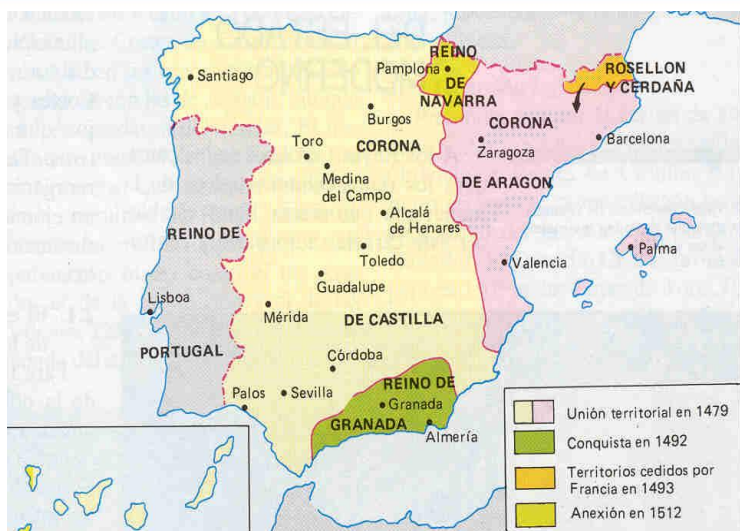 REINO
Pamplona
DE
NAVARRA
ROSELLON
Y CERDAÑA
Santiago
Burgos
CORONA
Zaragoza
Barcelona
Toro
CORONA
Medina
del Campo
DE ARAGON
Alcalá
de Henares
REINO DE
Toledo
Palma
Valencia
Guadalupe
Lisboa
Mérida
DE CASTILLA
PORTUGAL
Córdoba
REINO DE
Palos
Sevilla
Granada
GRANADA
Almería
Unión territorial en 1479
Conquista en 1492
Territorios cedidos por
Francia en 1493
Anexión en 1512